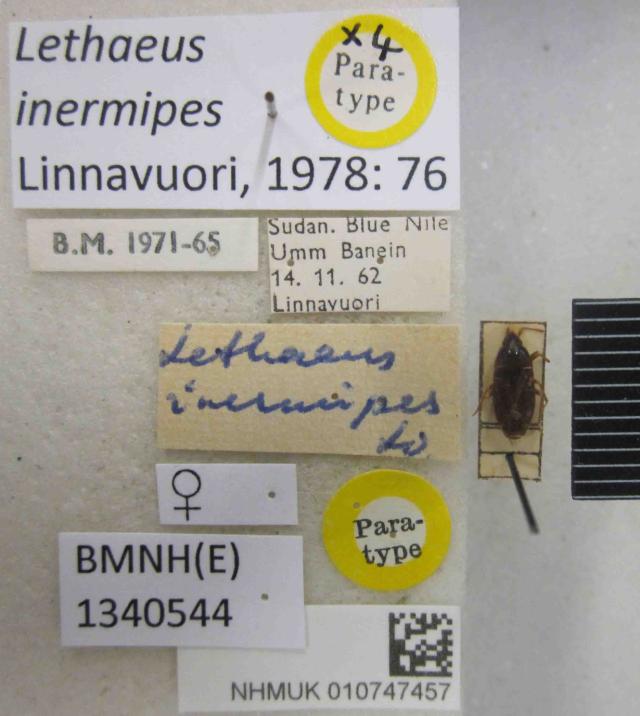 Lethaeus
inermipes
Linnavuori, 1978: 76
x4
Para-
type
B.M. 1971-65
Sudan. Blue Nile
Umm Banein
14. 11. 62
Linnavuori
Lethaeus
inermipes
♀
Para-
type
BMNH(E)
1340544
NHMUK 010747457